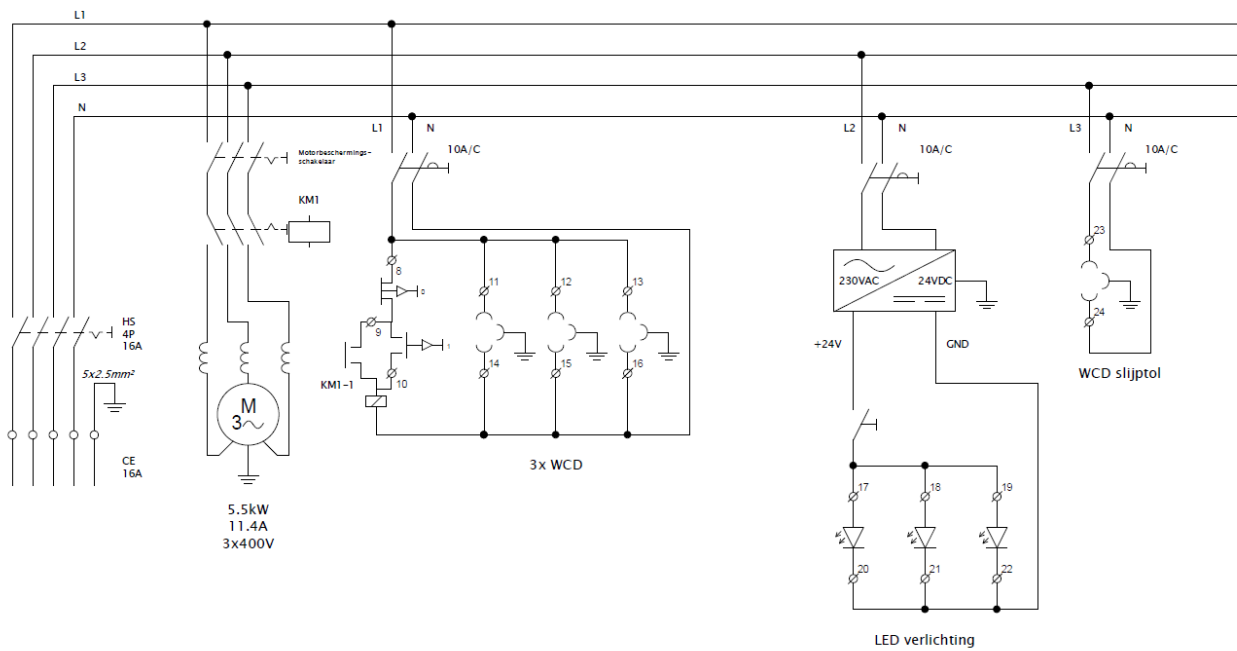 L1
L2
L3
N
L1
N
L2
N
L3
N
Motorbeschermings-
schakelaar
10A/C
10A/C
10A/C
KM1
8
0
11
12
13
23
230VAC
24VDC
HS
4P
16A
9
1
24
+24V
GND
5x2.5mm²
KM1-1
10
14
15
16
WCD slijptol
M
3
CE
16A
3x WCD
5.5kW
11.4A
3x400V
17
18
19
20
21
22
LED verlichting